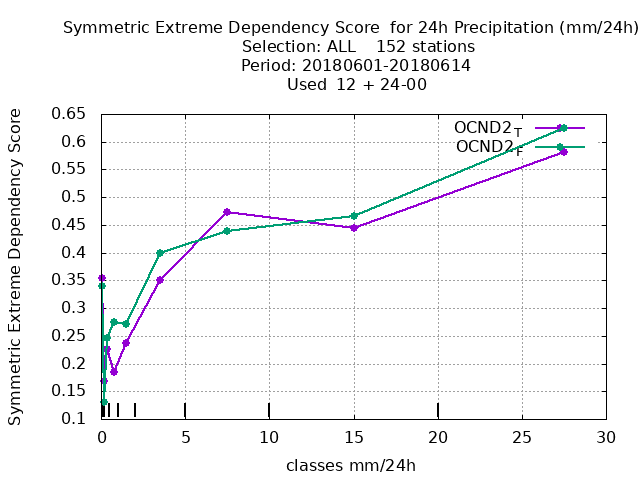 Symmetric Extreme Dependency Score  for 24h Precipitation (mm/24h)
Selection: ALL    152 stations
Period: 20180601-20180614
Used  12 + 24-00
Symmetric Extreme Dependency Score
0.65
0.6
0.55
0.5
0.45
0.4
0.35
0.3
0.25
0.2
0.15
0.1
OCND2T
OCND2F
0 5 10 15 20 25 30
classes mm/24h